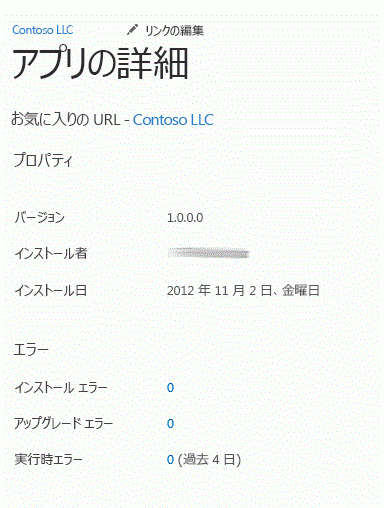 Contoso LLC リンクの編集
アプリの詳細
お気に入りの URL - Contoso LLC
プロパティ
バージョン 1.0.0.0
インストール者
インストール日 2012 年 11 月 2 日、金曜日
エラー
インストール エラー 0
アップグレード エラー 0
実行時エラー 0 (過去 4 日)